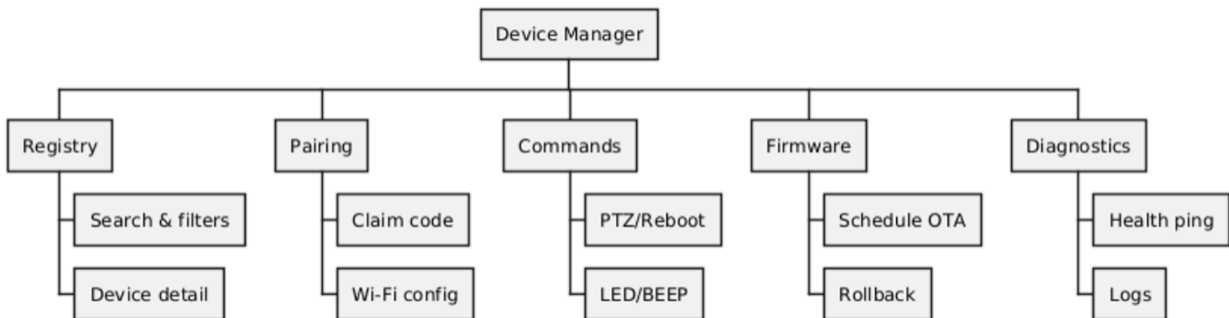 Device Manager
Registry
Pairing
Commands
Firmware
Diagnostics
Search & filters
Claim code
PTZ/Reboot
Schedule OTA
Health ping
Device detail
Wi-Fi config
LED/BEEP
Rollback
Logs